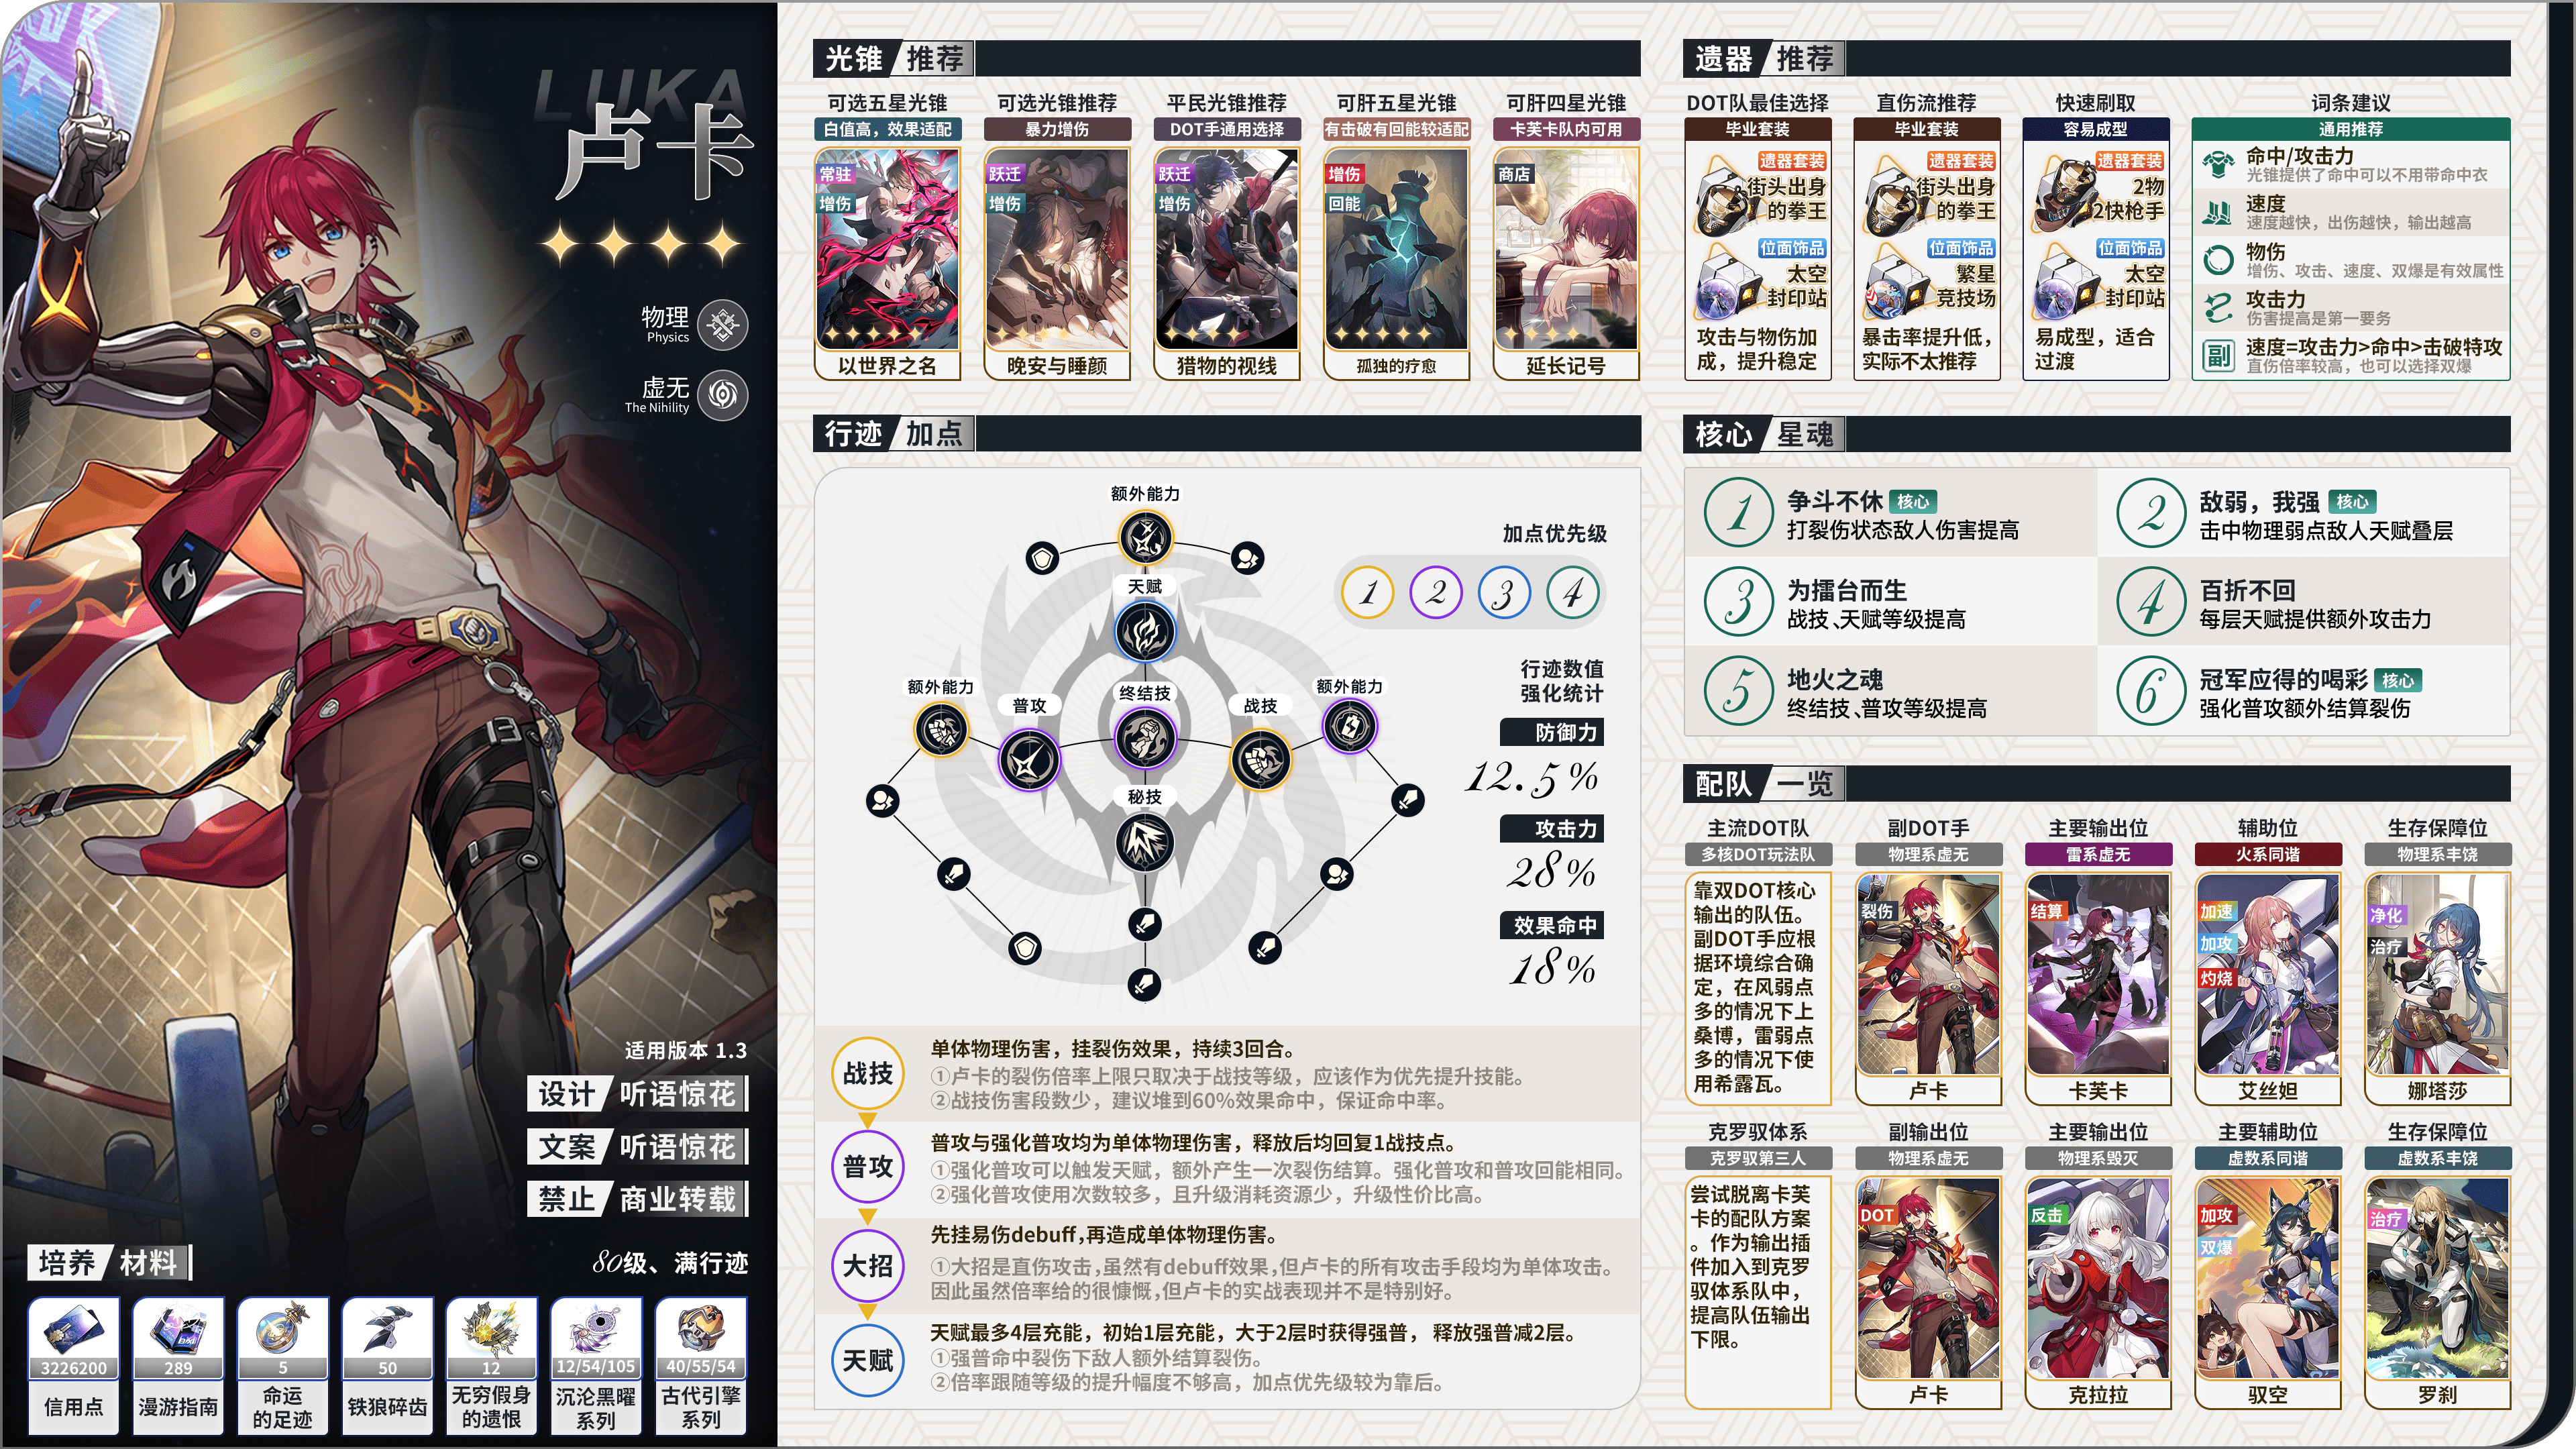 LUKA
卢卡
物理
Physics
虚无
The Nihility
适用版本 1.3
设计 听语惊花
文案 听语惊花
禁止 商业转载
培养 材料
80级、满行迹
3226200
289
5
50
12
12/54/105
40/55/54
信用点
漫游指南
命运
的足迹
铁狼碎齿
无穷假身
的遗恨
沉沦黑曜
系列
古代引擎
系列
光锥 推荐
可选五星光锥
白值高，效果适配
常驻
增伤
以世界之名
可选光锥推荐
暴力增伤
跃迁
增伤
晚安与睡颜
平民光锥推荐
DOT手通用选择
跃迁
增伤
猎物的视线
可肝五星光锥
有击破有回能较适配
增伤
回能
孤独的疗愈
可肝四星光锥
卡芙卡队内可用
商店
延长记号
行迹 加点
额外能力
天赋
额外能力
普攻
终结技
战技
额外能力
秘技
加点优先级
1 2 3 4
行迹数值
强化统计
防御力
12.5%
攻击力
28%
效果命中
18%
战技
单体物理伤害，挂裂伤效果，持续3回合。
①卢卡的裂伤倍率上限只取决于战技等级，应该作为优先提升技能。
②战技伤害段数少，建议堆到60%效果命中，保证命中率。
普攻
普攻与强化普攻均为单体物理伤害，释放后均回复1战技点。
①强化普攻可以触发天赋，额外产生一次裂伤结算。强化普攻和普攻回能相同。
②强化普攻使用次数较多，且升级消耗资源少，升级性价比高。
大招
先挂易伤debuff,再造成单体物理伤害。
①大招是直伤攻击,虽然有debuff效果,但卢卡的所有攻击手段均为单体攻击。
因此虽然倍率给的很慷慨,但卢卡的实战表现并不是特别好。
天赋
天赋最多4层充能，初始1层充能，大于2层时获得强普， 释放强普减2层。
①强普命中裂伤下敌人额外结算裂伤。
②倍率跟随等级的提升幅度不够高，加点优先级较为靠后。
遗器 推荐
DOT队最佳选择
毕业套装
遗器套装
街头出身
的拳王
位面饰品
太空
封印站
攻击与物伤加
成，提升稳定
直伤流推荐
毕业套装
遗器套装
街头出身
的拳王
位面饰品
繁星
竞技场
暴击率提升低，
实际不太推荐
快速刷取
容易成型
遗器套装
2物
2快枪手
位面饰品
太空
封印站
易成型，适合
过渡
词条建议
通用推荐
命中/攻击力
光锥提供了命中可以不用带命中衣
速度
速度越快，出伤越快，输出越高
物伤
增伤、攻击、速度、双爆是有效属性
攻击力
伤害提高是第一要务
副
速度=攻击力>命中>击破特攻
直伤倍率较高，也可以选择双爆
核心 星魂
1
争斗不休 核心
打裂伤状态敌人伤害提高
2
敌弱，我强 核心
击中物理弱点敌人天赋叠层
3
为擂台而生
战技、天赋等级提高
4
百折不回
每层天赋提供额外攻击力
5
地火之魂
终结技、普攻等级提高
6
冠军应得的喝彩 核心
强化普攻额外结算裂伤
配队 一览
主流DOT队
多核DOT玩法队
靠双DOT核心
输出的队伍。
副DOT手应根
据环境综合确
定，在风弱点
多的情况下上
桑博，雷弱点
多的情况下使
用希露瓦。
副DOT手
物理系虚无
裂伤
卢卡
主要输出位
雷系虚无
结算
卡芙卡
辅助位
火系同谐
加速
加攻
灼烧
艾丝妲
生存保障位
物理系丰饶
净化
治疗
娜塔莎
克罗驭体系
克罗驭第三人
尝试脱离卡芙
卡的配队方案
。作为输出插
件加入到克罗
驭体系队中，
提高队伍输出
下限。
副输出位
物理系虚无
DOT
卢卡
主要输出位
物理系毁灭
反击
克拉拉
主要辅助位
虚数系同谐
加攻
双爆
驭空
生存保障位
虚数系丰饶
治疗
罗刹